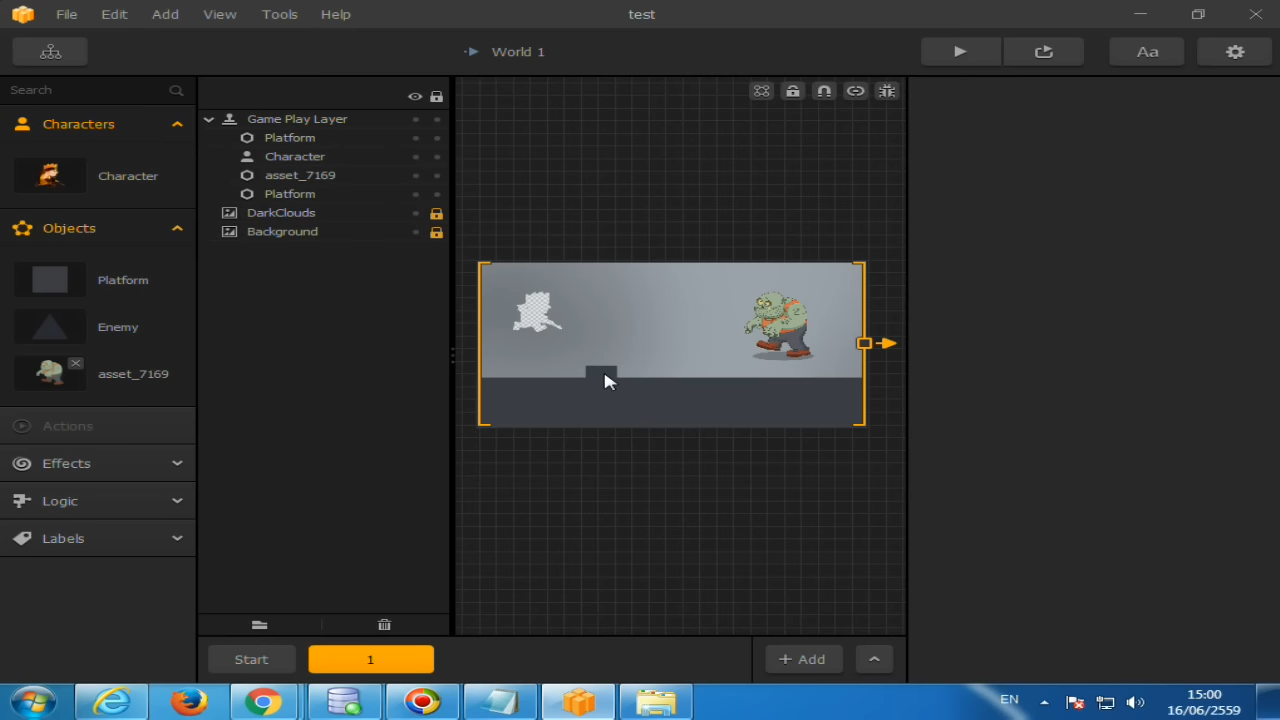 File Edit Add View Tools Help test
World 1 Aa
Search
Characters
Character
Objects
Platform
Enemy
asset_7169
Actions
Effects
Logic
Labels
Game Play Layer
Platform
Character
asset_7169
Platform
DarkClouds
Background
Start 1 + Add
EN 15:00
16/06/2559